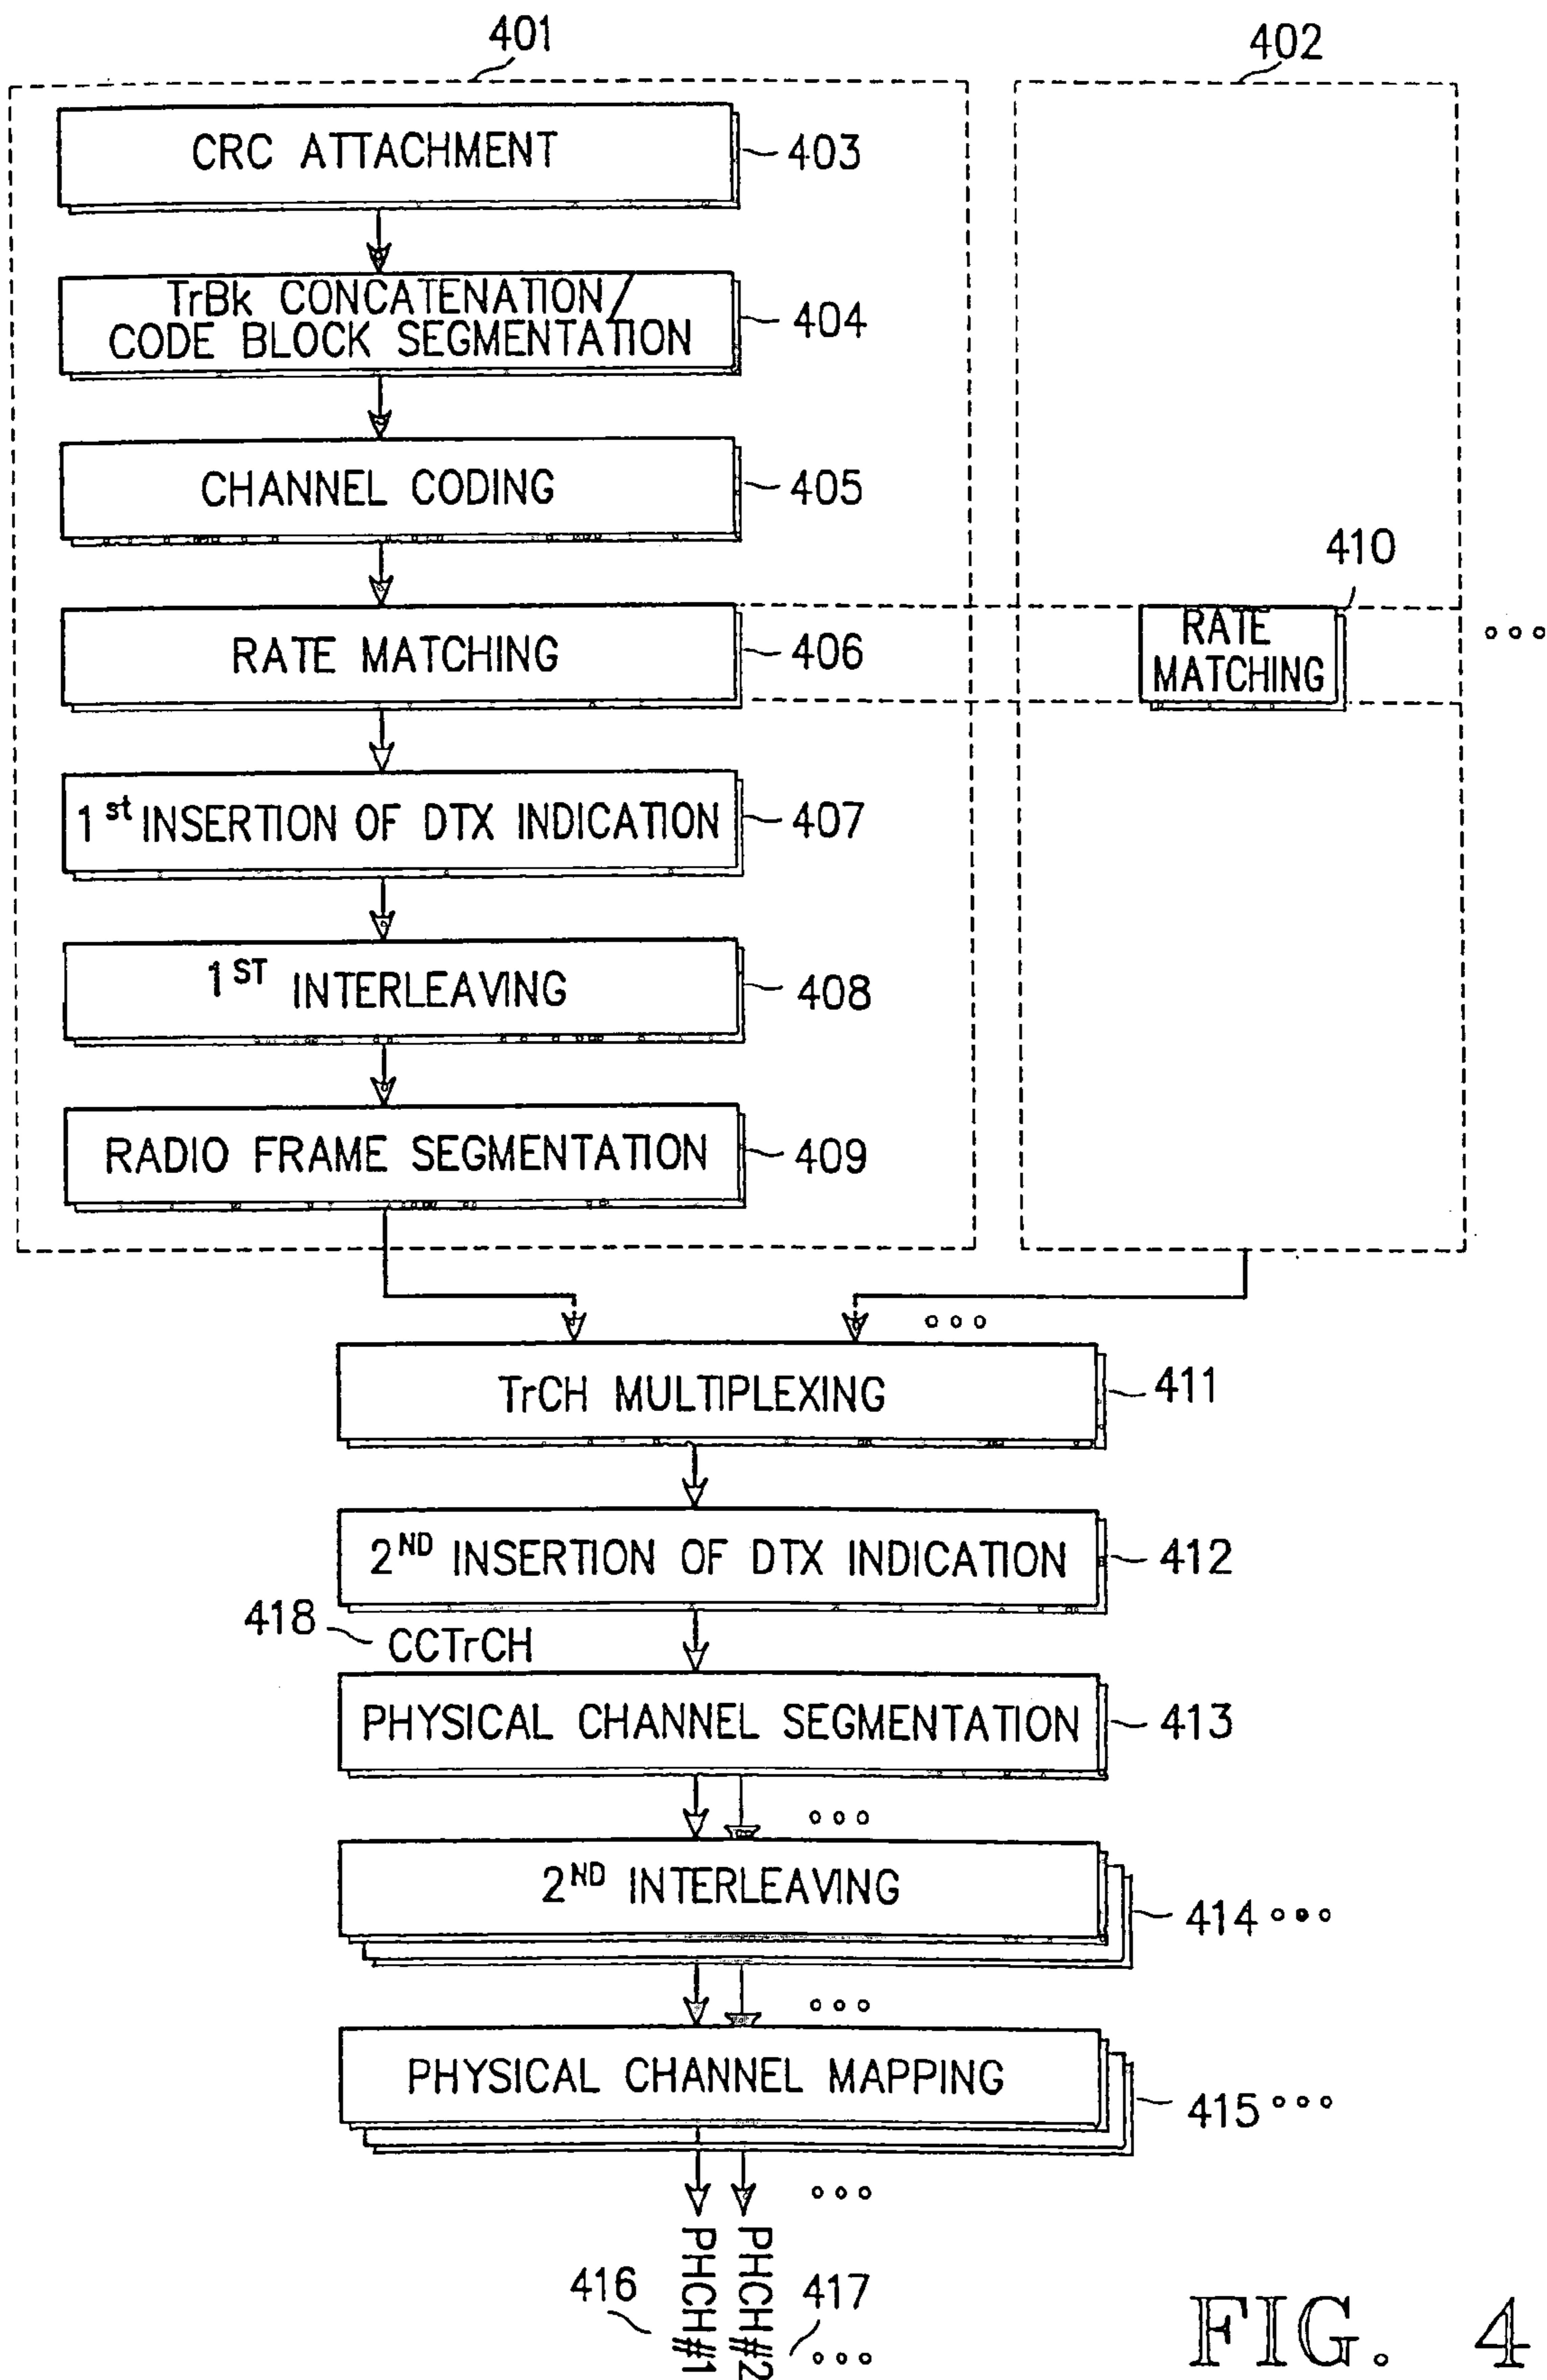 401
402
CRC ATTACHMENT
403
TrBk CONCATENATION/
CODE BLOCK SEGMENTATION
404
CHANNEL CODING
405
410
RATE MATCHING
406
RATE
MATCHING
1st INSERTION OF DTX INDICATION
407
1ST INTERLEAVING
408
RADIO FRAME SEGMENTATION
409
TrCH MULTIPLEXING
411
2ND INSERTION OF DTX INDICATION
412
418
CCTrCH
PHYSICAL CHANNEL SEGMENTATION
413
2ND INTERLEAVING
414
PHYSICAL CHANNEL MAPPING
415
416
PHCH#1
PHCH#2
417
FIG. 4